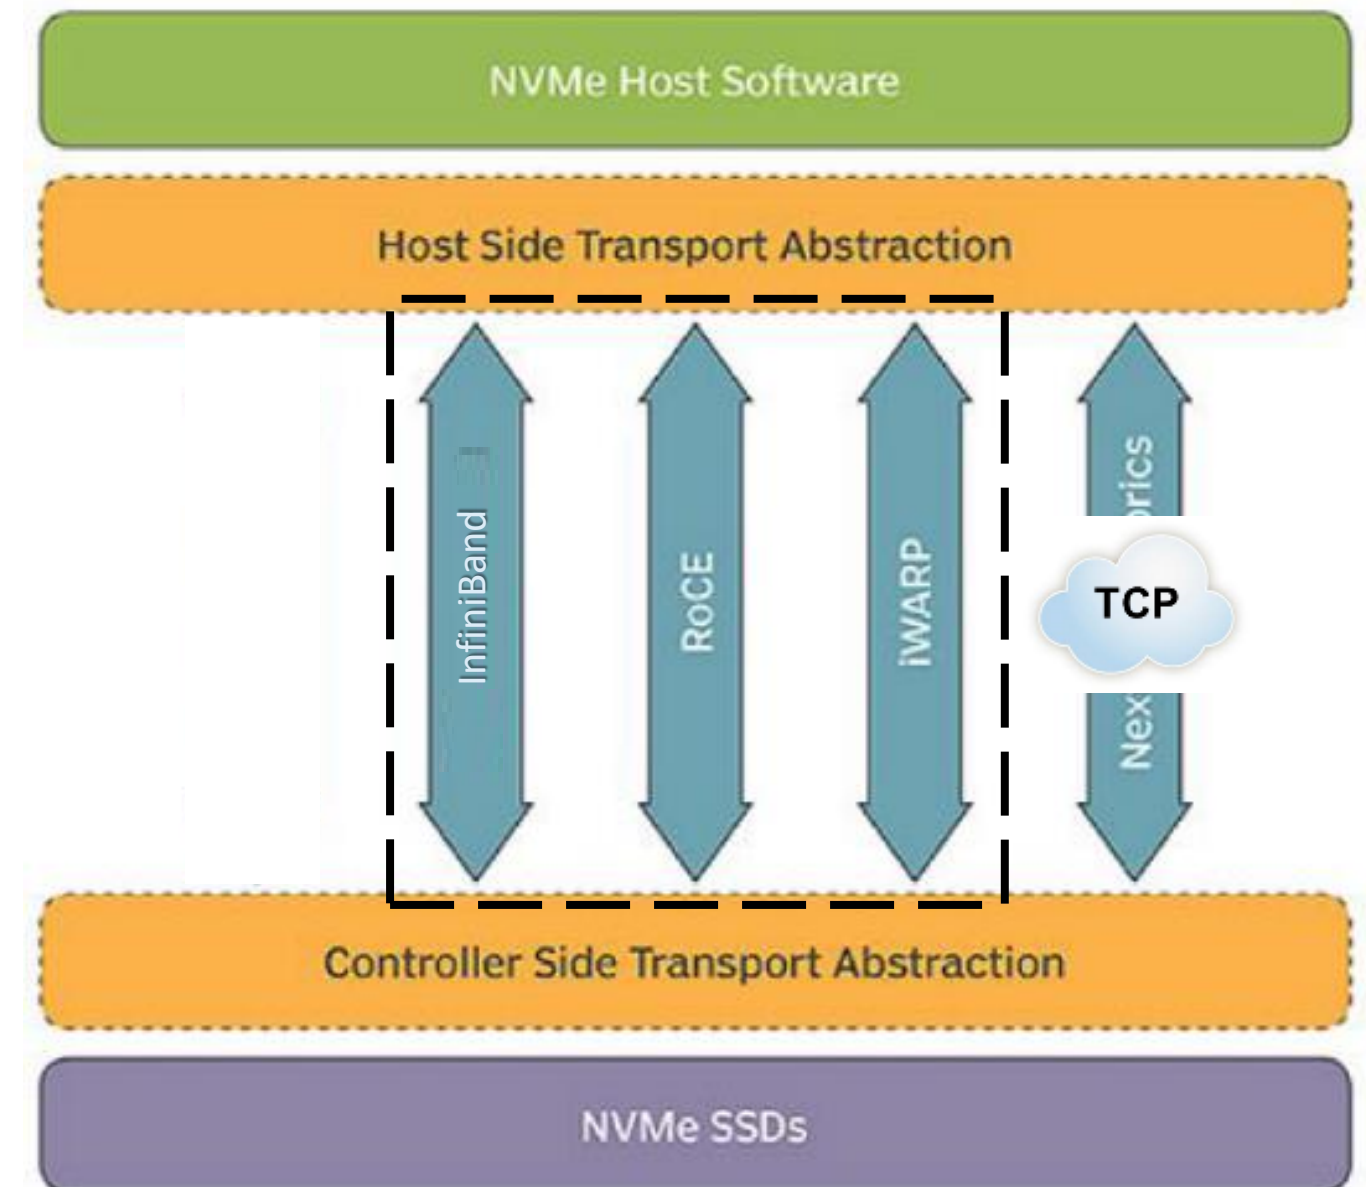 NVMe Host Software
Host Side Transport Abstraction
InfiniBand
RoCE
iWARP
TCP
Controller Side Transport Abstraction
NVMe SSDs